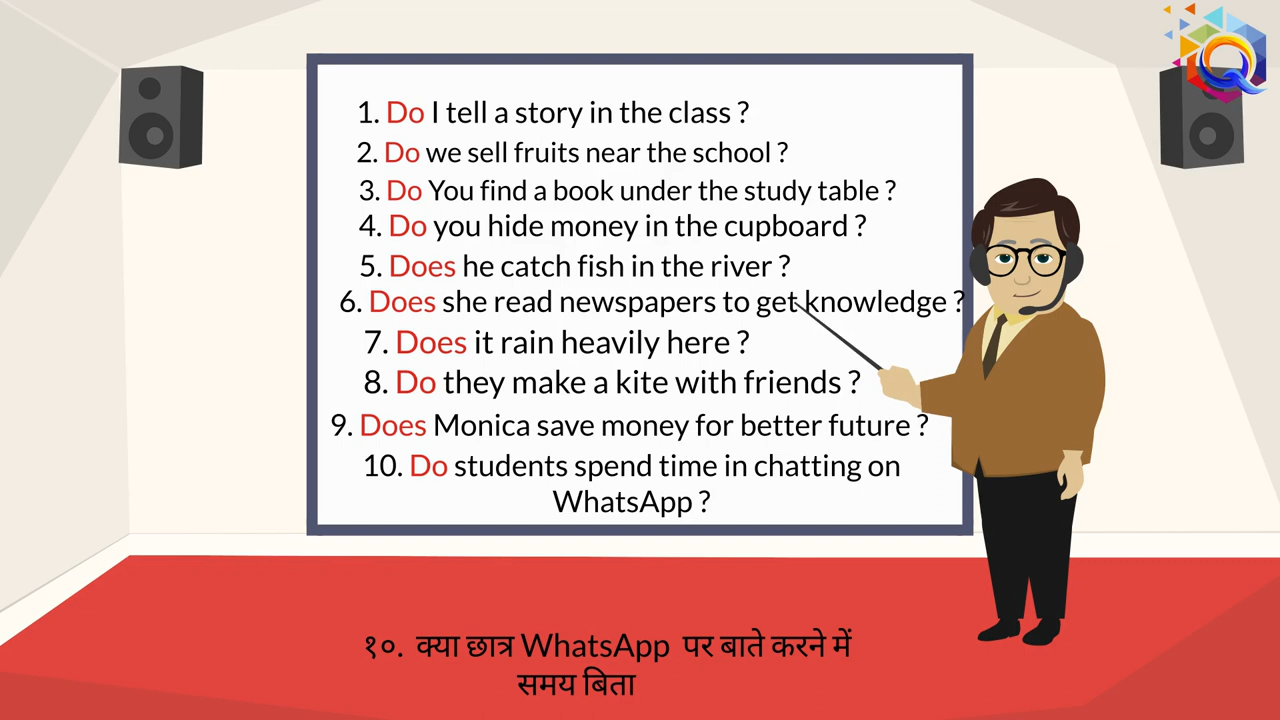 1. Do I tell a story in the class ?
2. Do we sell fruits near the school ?
3. Do You find a book under the study table ?
4. Do you hide money in the cupboard ?
5. Does he catch fish in the river ?
6. Does she read newspapers to get knowledge ?
7. Does it rain heavily here ?
8. Do they make a kite with friends ?
9. Does Monica save money for better future ?
10. Do students spend time in chatting on
WhatsApp ?
१०. क्या छात्र WhatsApp पर बाते करने में
समय बिता